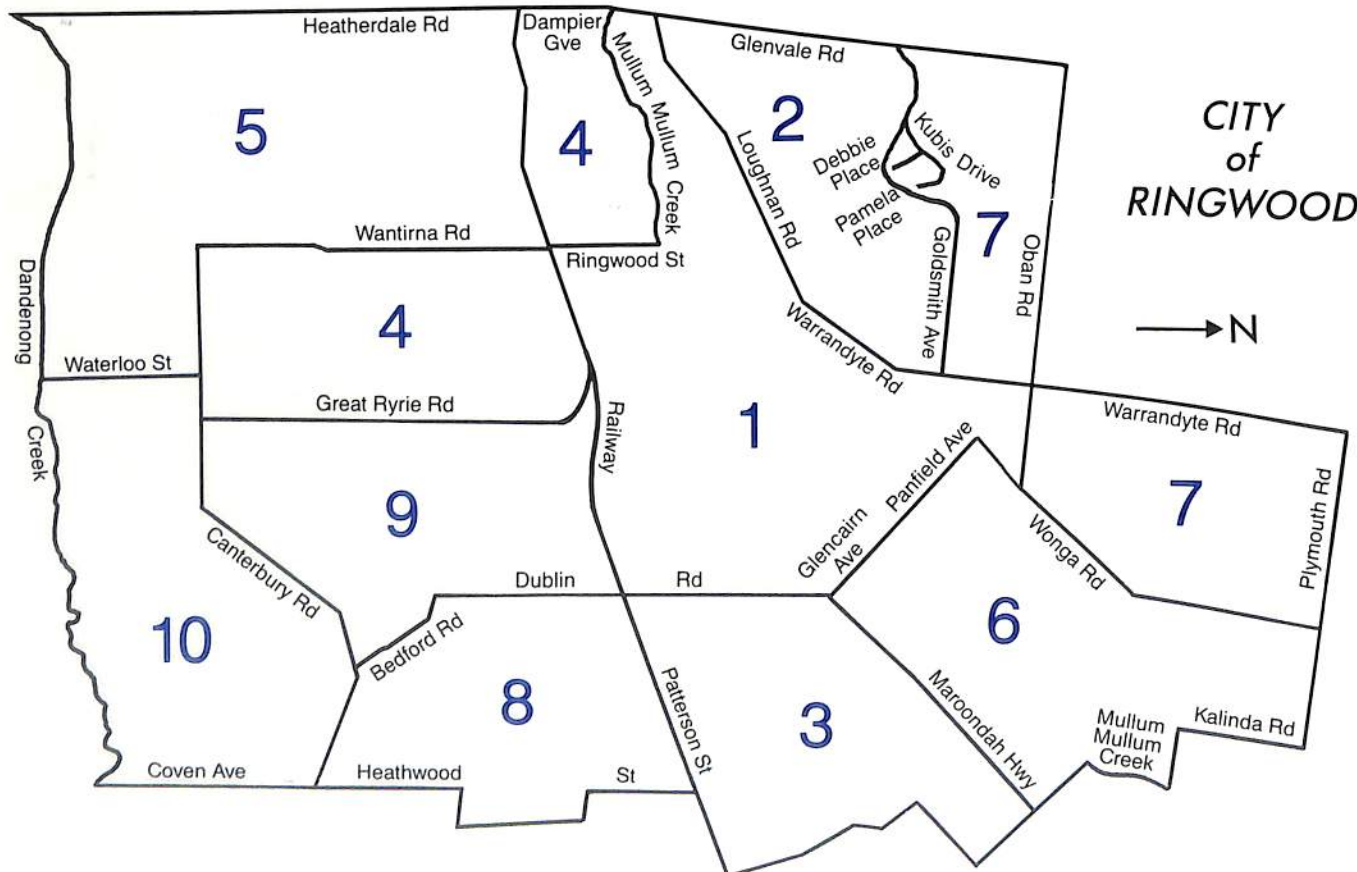 Heatherdale Rd
Dampier
Gve
Mullum Mullum Creek
Glenvale Rd
CITY
of
RINGWOOD
N
5
4
2
7
Loughnan Rd
Debbie
Place
Kubis Drive
Pamela
Place
Goldsmith Ave
Oban Rd
Wantirna Rd
Ringwood St
Dandenong
Creek
Waterloo St
4
Great Ryrie Rd
Railway
1
Warrandyte Rd
Warrandyte Rd
7
Plymouth Rd
9
Canterbury Rd
Dublin
Rd
Glencairn
Ave
Panfield Ave
Wonga Rd
6
10
Bedford Rd
8
Patterson St
3
Maroondah Hwy
Mullum
Mullum
Creek
Kalinda Rd
Coven Ave
Heathwood
St